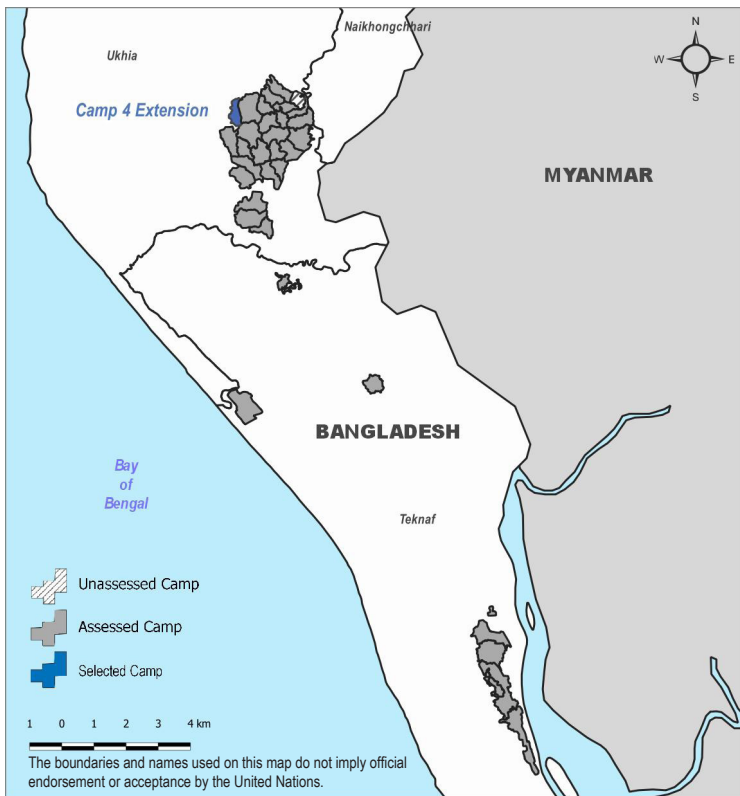 Naikhongchhari
N
W
E
S
Ukhia
Camp 4 Extension
MYANMAR
BANGLADESH
Bay
of
Bengal
Teknaf
Unassessed Camp
Assessed Camp
Selected Camp
1 0 1 2 3 4 km
The boundaries and names used on this map do not imply official
endorsement or acceptance by the United Nations.